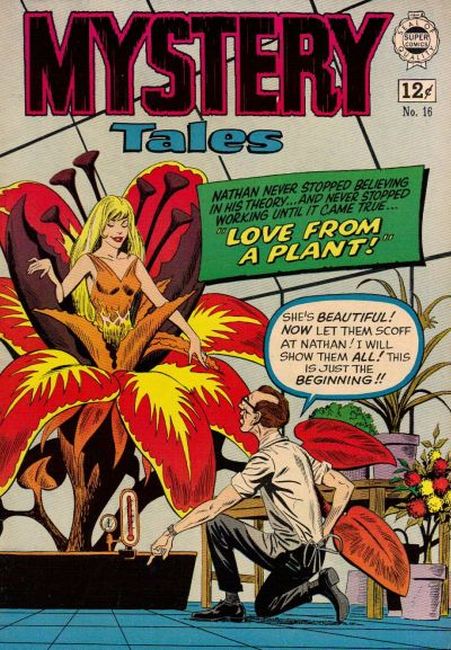 MYSTERY
Tales
SEAL OF
SUPER
COMICS
QUALITY
12¢
No. 16
NATHAN NEVER STOPPED BELIEVING
IN HIS THEORY...AND NEVER STOPPED
WORKING UNTIL IT CAME TRUE...
"LOVE FROM
A PLANT!"
SHE'S BEAUTIFUL!
NOW LET THEM SCOFF
AT NATHAN! I WILL
SHOW THEM ALL! THIS
IS JUST THE
BEGINNING!!